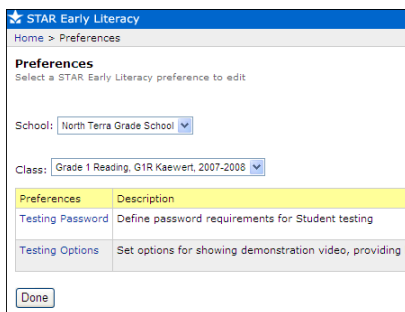 STAR Early Literacy
Home > Preferences
Preferences
Select a STAR Early Literacy preference to edit
School: North Terra Grade School
Class: Grade 1 Reading, G1R Kaewert, 2007-2008
Preferences Description
Testing Password Define password requirements for Student testing
Testing Options Set options for showing demonstration video, providing
Done